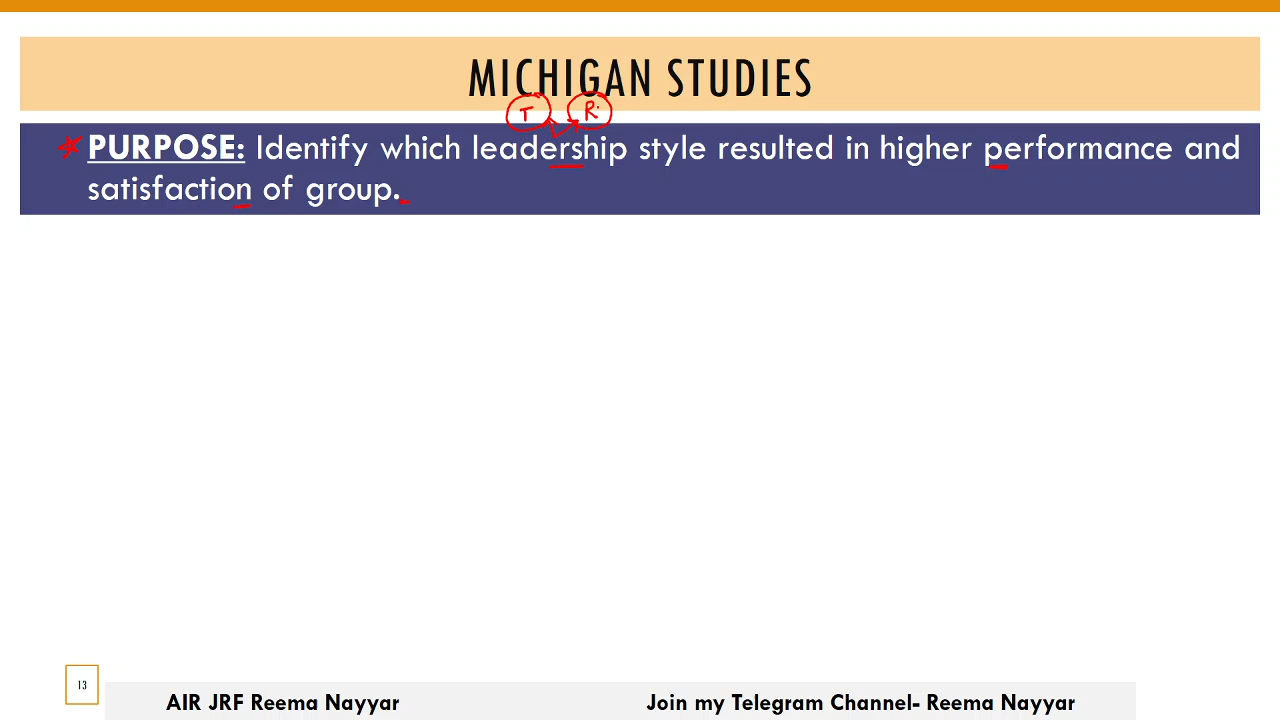 MICHIGAN STUDIES
T R.
PURPOSE: Identify which leadership style resulted in higher performance and
satisfaction of group.
13
AIR JRF Reema Nayyar
Join my Telegram Channel- Reema Nayyar